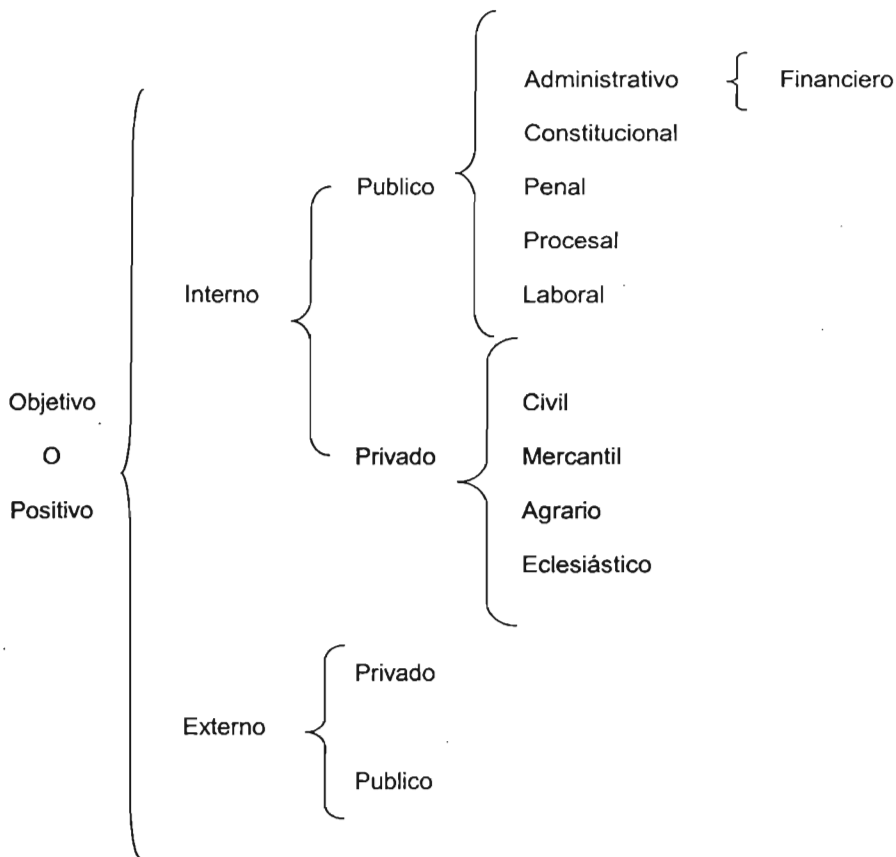 Administrativo
Financiero
Constitucional
Publico
Penal
Procesal
Interno
Laboral
Objetivo
O
Positivo
Civil
Privado
Mercantil
Agrario
Eclesiástico
Privado
Externo
Publico